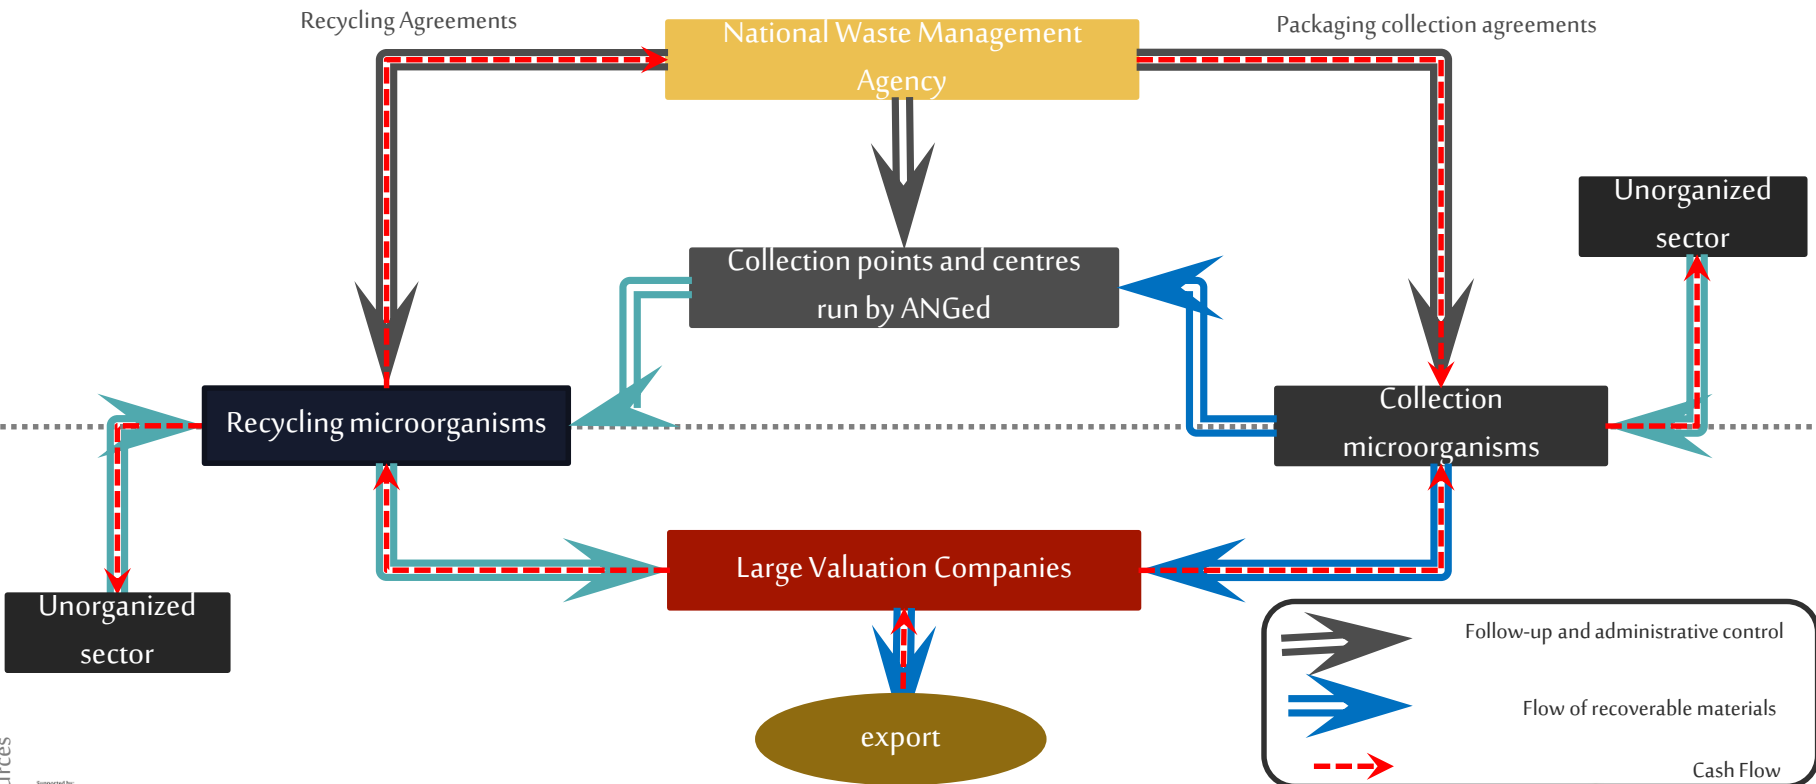 Recycling Agreements
National Waste Management
Agency
Packaging collection agreements
Unorganized
sector
Collection points and centres
run by ANGed
Recycling microorganisms
Collection
microorganisms
Large Valuation Companies
Unorganized
sector
export
Follow-up and administrative control
Flow of recoverable materials
Cash Flow
Supported by: